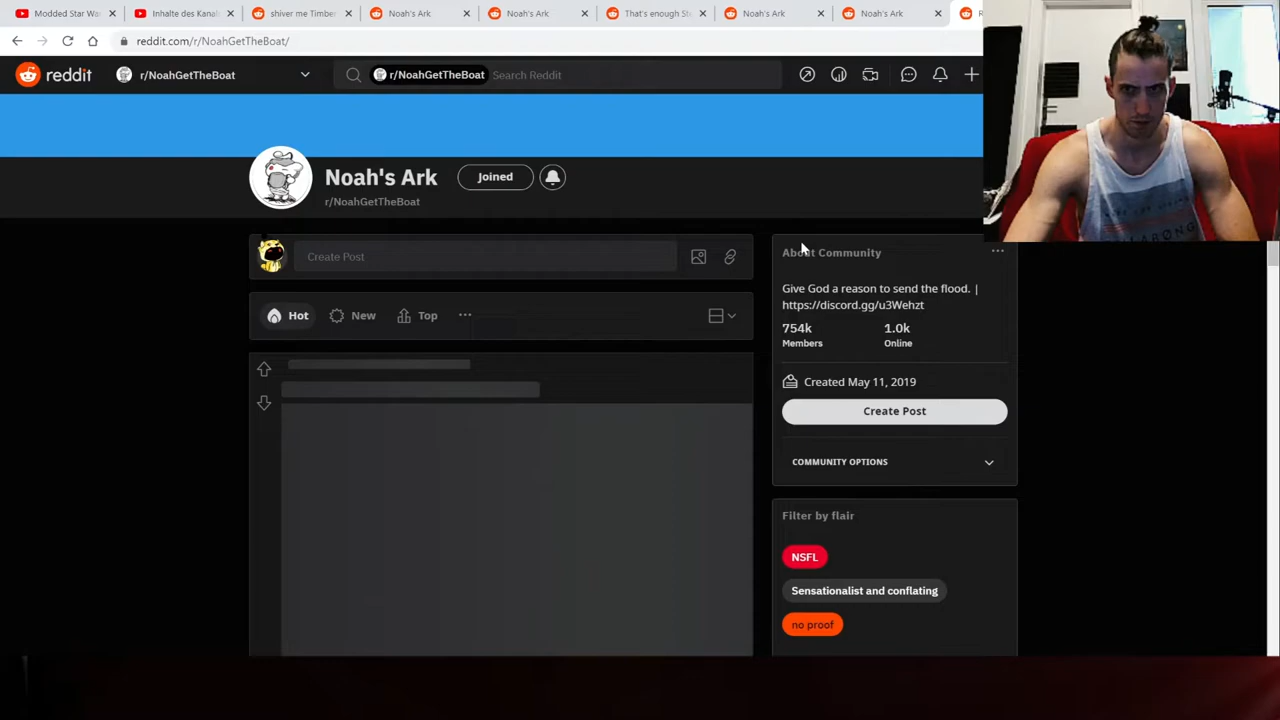 Modded Star Wa
Inhalte des Kanal
shiver me Timber
Noah's Ark
Noah's Ark
That's enough St
Noah's Ark
Noah's Ark
reddit.com/r/NoahGetTheBoat/
reddit
r/NoahGetTheBoat
r/NoahGetTheBoat
Search Reddit
Noah's Ark
Joined
r/NoahGetTheBoat
Create Post
Hot
New
Top
About Community
Give God a reason to send the flood. |
https://discord.gg/u3Wehzt
754k
1.0k
Members
Online
Created May 11, 2019
Create Post
COMMUNITY OPTIONS
Filter by flair
NSFL
Sensationalist and conflating
no proof